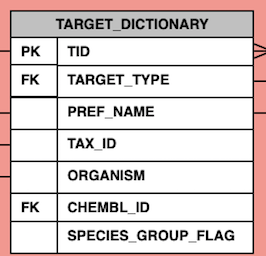 TARGET_DICTIONARY
PK TID
FK TARGET_TYPE
PREF_NAME
TAX_ID
ORGANISM
FK CHEMBL_ID
SPECIES_GROUP_FLAG